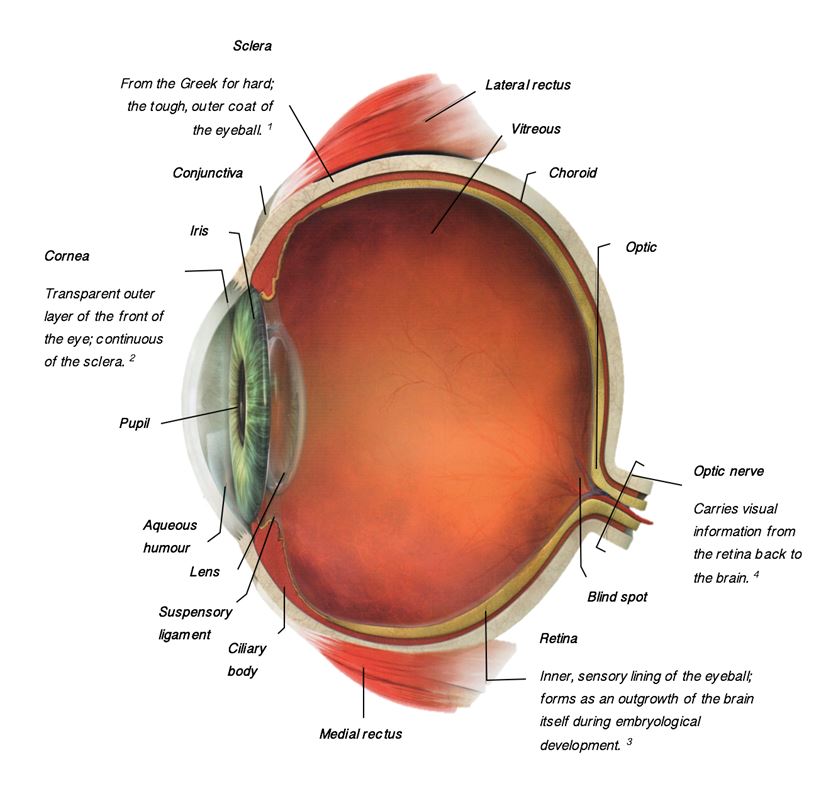 Sclera
From the Greek for hard;
the tough, outer coat of
the eyeball. 1
Lateral rectus
Vitreous
Conjunctiva
Choroid
Iris
Optic
Cornea
Transparent outer
layer of the front of
the eye; continuous
of the sclera. 2
Pupil
Optic nerve
Carries visual
information from
the retina back to
the brain. 4
Aqueous
humour
Lens
Blind spot
Suspensory
ligament
Ciliary
body
Retina
Inner, sensory lining of the eyeball;
forms as an outgrowth of the brain
itself during embryological
development. 3
Medial rectus